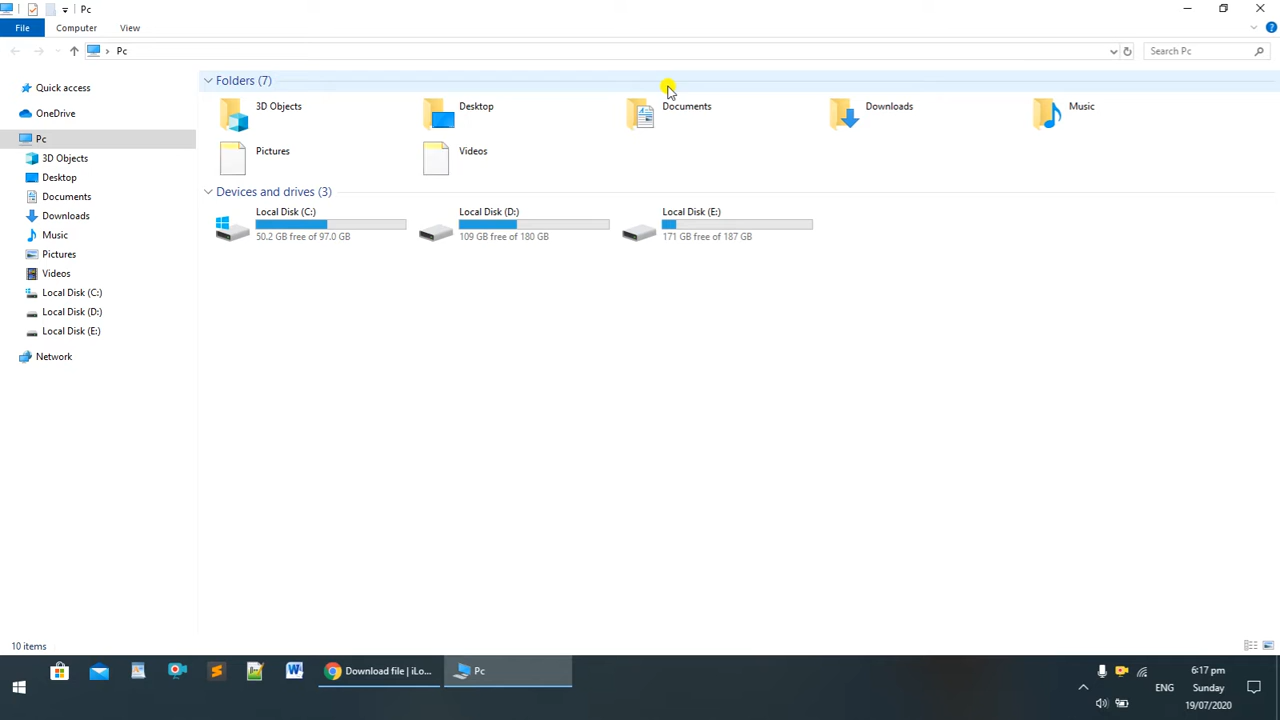 Pc
File Computer View
Pc Search Pc
Quick access
OneDrive
Pc
3D Objects
Desktop
Documents
Downloads
Music
Pictures
Videos
Local Disk (C:)
Local Disk (D:)
Local Disk (E:)
Network
Folders (7)
3D Objects Desktop Documents Downloads Music
Pictures Videos
Devices and drives (3)
Local Disk (C:) Local Disk (D:) Local Disk (E:)
50.2 GB free of 97.0 GB 109 GB free of 180 GB 171 GB free of 187 GB
10 items
Download file | iLo... Pc
6:17 pm
ENG Sunday
19/07/2020